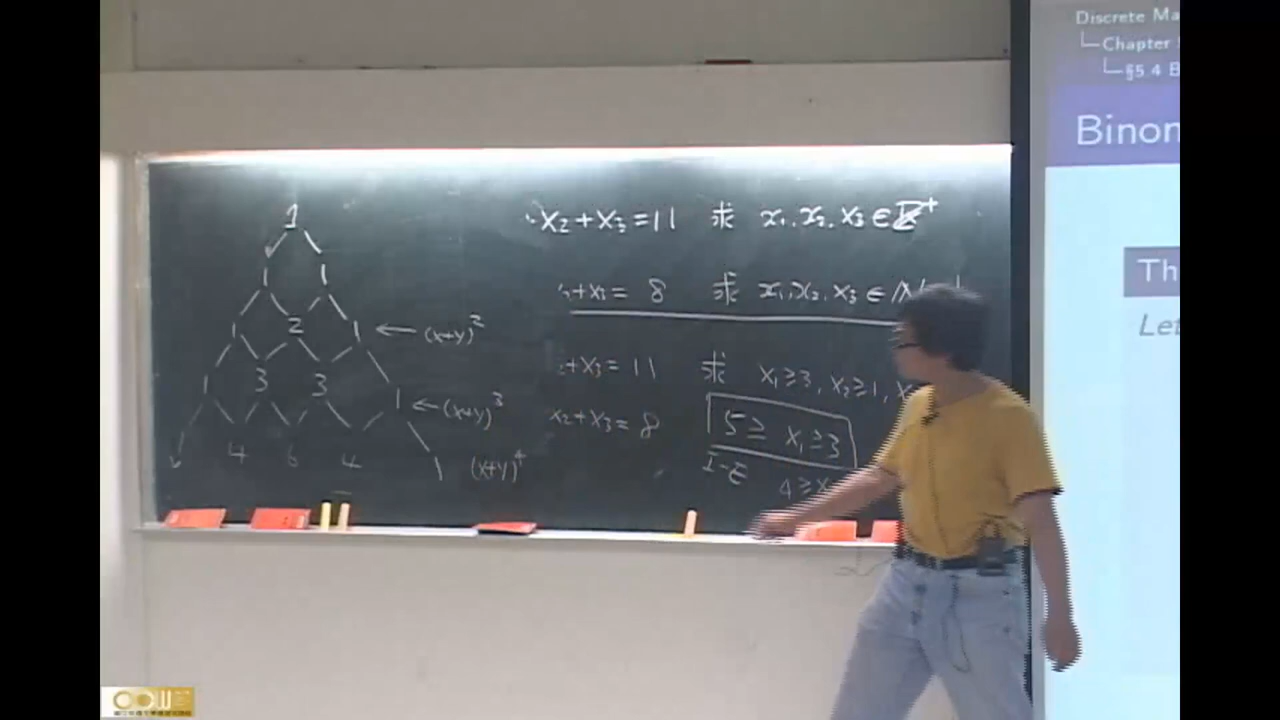 1
1 1
1 2 1 ← (x+y)²
1 3 3 1 ← (x+y)³
4 6 4 1 (x+y)⁴
x₂+x₃=11 求 x₁,x₂,x₃∈Z⁺
+x₃= 8 求 x₁,x₂,x₃∈N
+x₃= 11 求 x₁≥3, x₂≥1, x
x₂+x₃= 8
5≥ x₁≥3
I-E
4≥x
Discrete Ma
Chapter
§5.4 B
Binon
Th
Let
OCW